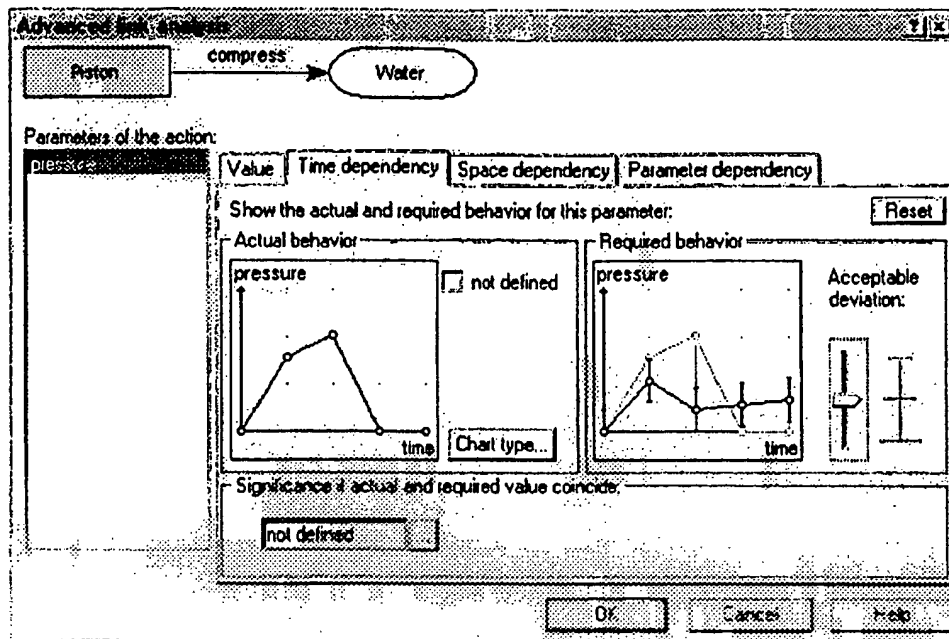 Advanced link analysis
compress
Piston
Water
Parameters of the action:
pressure
Value
Time dependency
Space dependency
Parameter dependency
Show the actual and required behavior for this parameter:
Reset
Actual behavior
pressure
not defined
time
Chart type...
Required behavior
pressure
time
Acceptable
deviation:
Significance if actual and required value coincide:
not defined
OK
Cancel
Help